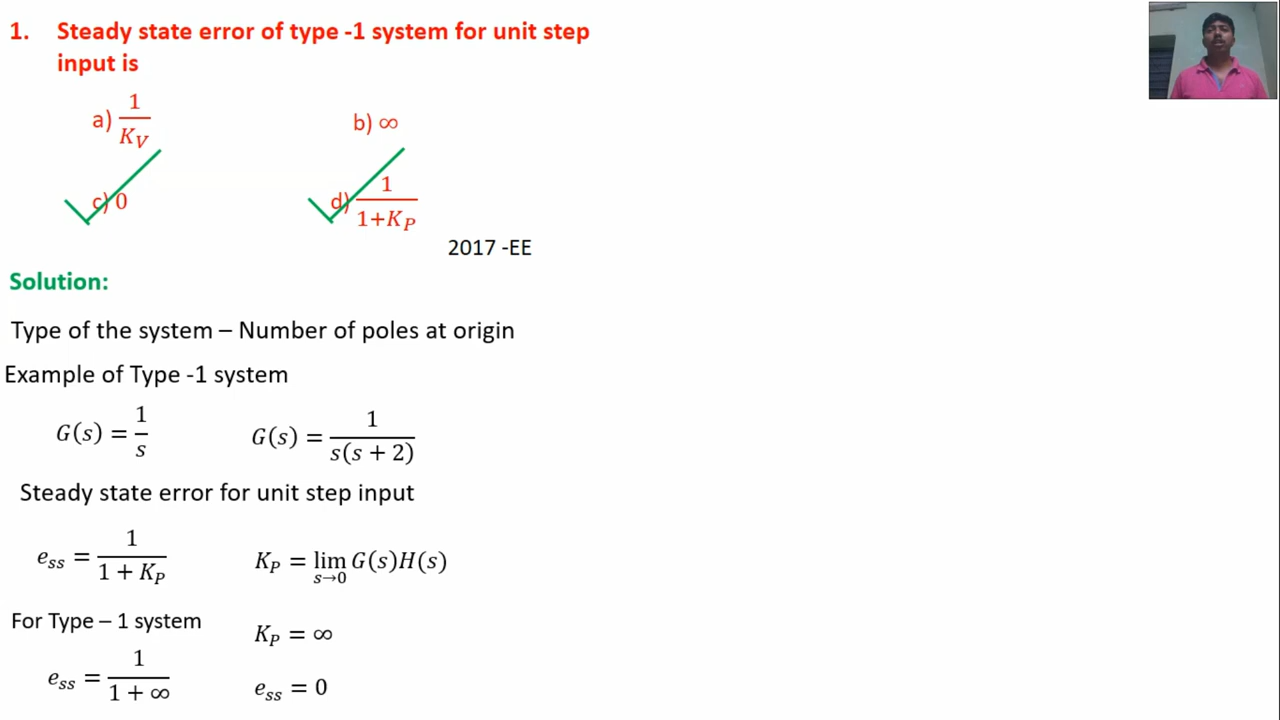 1. Steady state error of type -1 system for unit step
input is
a) 1/K_V b) ∞
c) 0 d) 1/(1+K_P)
2017 -EE
Solution:
Type of the system – Number of poles at origin
Example of Type -1 system
G(s) = 1/s G(s) = 1/(s(s + 2))
Steady state error for unit step input
e_ss = 1/(1 + K_P) K_P = lim_{s→0} G(s)H(s)
For Type – 1 system K_P = ∞
e_ss = 1/(1 + ∞) e_ss = 0